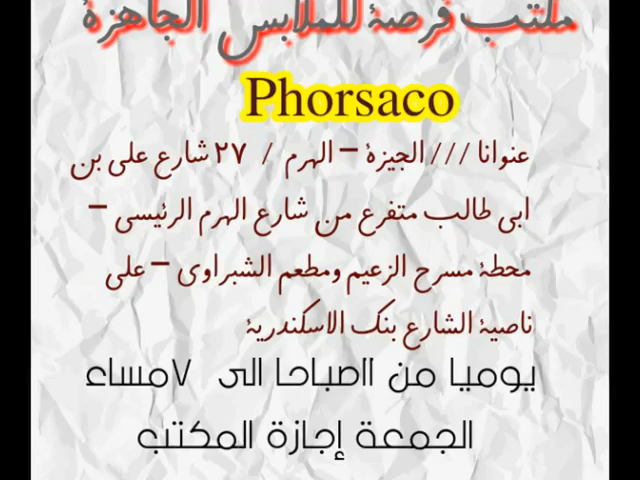 مكتب فرصة للملابس الجاهزة
Phorsaco
عنوانا /// الجيزة – الهرم / ٢٧ شارع على بن
ابى طالب متفرع من شارع الهرم الرئيسى –
محطة مسرح الزعيم ومطعم الشبراوى – على
ناصية الشارع بنك الاسكندرية
يوميا من ١١صباحا الى ٧مساء
الجمعة إجازة المكتب